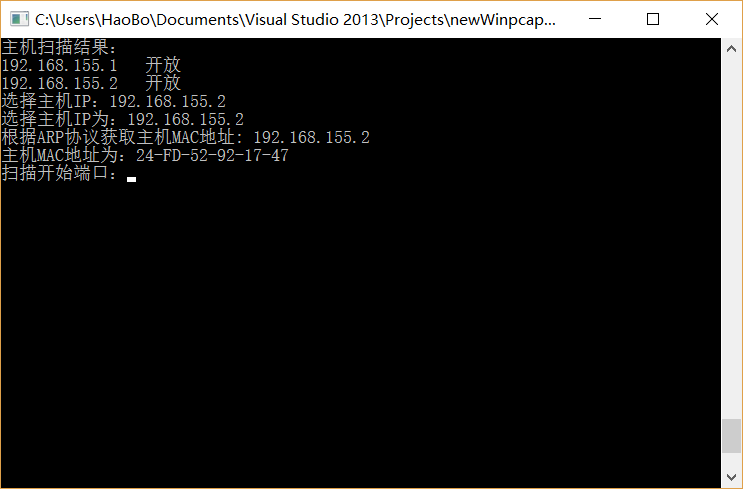 C:\Users\HaoBo\Documents\Visual Studio 2013\Projects\newWinpcap...
主机扫描结果：
192.168.155.1 开放
192.168.155.2 开放
选择主机IP：192.168.155.2
选择主机IP为：192.168.155.2
根据ARP协议获取主机MAC地址: 192.168.155.2
主机MAC地址为：24-FD-52-92-17-47
扫描开始端口：